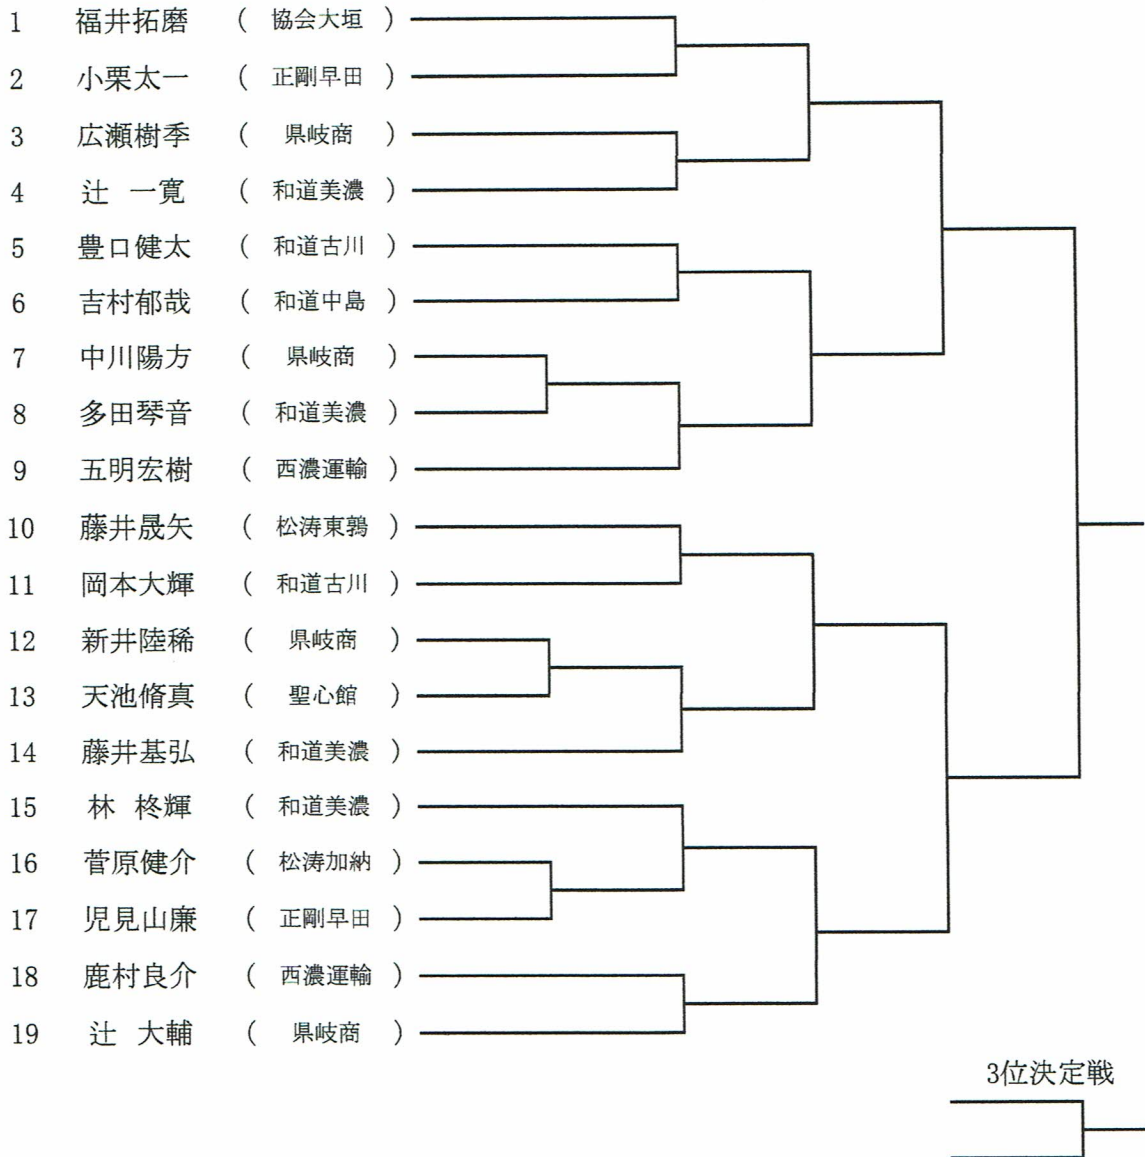 1 福井拓磨 ( 協会大垣 )
2 小栗太一 ( 正剛早田 )
3 広瀬樹季 ( 県岐商 )
4 辻 一寛 ( 和道美濃 )
5 豊口健太 ( 和道古川 )
6 吉村郁哉 ( 和道中島 )
7 中川陽方 ( 県岐商 )
8 多田琴音 ( 和道美濃 )
9 五明宏樹 ( 西濃運輸 )
10 藤井晟矢 ( 松涛東鶉 )
11 岡本大輝 ( 和道古川 )
12 新井陸稀 ( 県岐商 )
13 天池脩真 ( 聖心館 )
14 藤井基弘 ( 和道美濃 )
15 林 柊輝 ( 和道美濃 )
16 菅原健介 ( 松涛加納 )
17 児見山廉 ( 正剛早田 )
18 鹿村良介 ( 西濃運輸 )
19 辻 大輔 ( 県岐商 )
3位決定戦